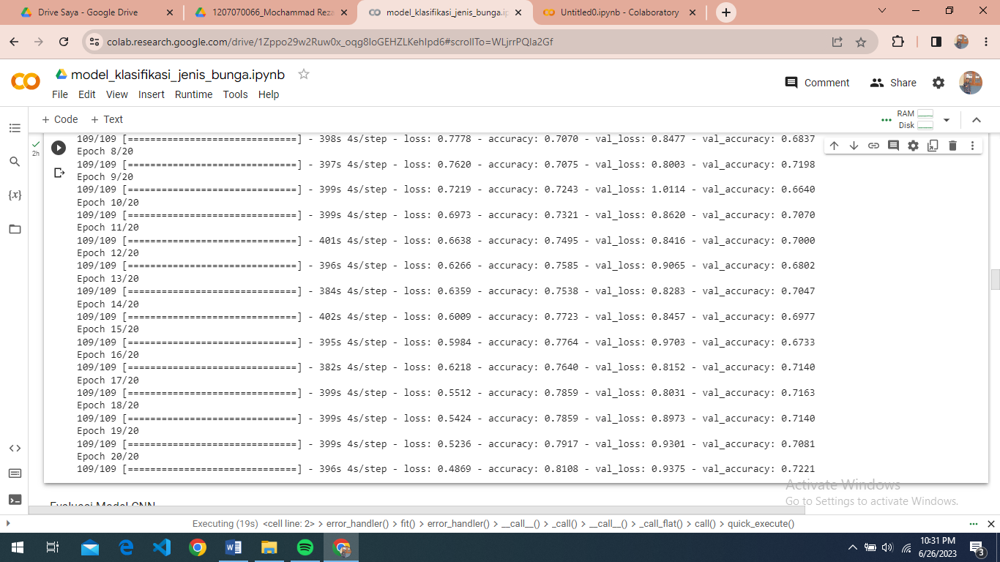 Drive Saya - Google Drive
1207070066_Mochammad Reza
model_klasifikasi_jenis_bunga.ip
Untitled0.ipynb - Colaboratory
colab.research.google.com/drive/1Zppo29w2Ruw0x_oqg8IoGEHZLKehIpd6#scrollTo=WLjrrPQIa2Gf
model_klasifikasi_jenis_bunga.ipynb
Comment
Share
File Edit View Insert Runtime Tools Help
+ Code + Text
RAM
Disk
2h
109/109 [==============================] - 398s 4s/step - loss: 0.7778 - accuracy: 0.7070 - val_loss: 0.8477 - val_accuracy: 0.6837
Epoch 8/20
109/109 [==============================] - 397s 4s/step - loss: 0.7620 - accuracy: 0.7075 - val_loss: 0.8003 - val_accuracy: 0.7198
Epoch 9/20
109/109 [==============================] - 399s 4s/step - loss: 0.7219 - accuracy: 0.7243 - val_loss: 1.0114 - val_accuracy: 0.6640
Epoch 10/20
109/109 [==============================] - 399s 4s/step - loss: 0.6973 - accuracy: 0.7321 - val_loss: 0.8620 - val_accuracy: 0.7070
Epoch 11/20
109/109 [==============================] - 401s 4s/step - loss: 0.6638 - accuracy: 0.7495 - val_loss: 0.8416 - val_accuracy: 0.7000
Epoch 12/20
109/109 [==============================] - 396s 4s/step - loss: 0.6266 - accuracy: 0.7585 - val_loss: 0.9065 - val_accuracy: 0.6802
Epoch 13/20
109/109 [==============================] - 384s 4s/step - loss: 0.6359 - accuracy: 0.7538 - val_loss: 0.8283 - val_accuracy: 0.7047
Epoch 14/20
109/109 [==============================] - 402s 4s/step - loss: 0.6009 - accuracy: 0.7723 - val_loss: 0.8457 - val_accuracy: 0.6977
Epoch 15/20
109/109 [==============================] - 395s 4s/step - loss: 0.5984 - accuracy: 0.7764 - val_loss: 0.9703 - val_accuracy: 0.6733
Epoch 16/20
109/109 [==============================] - 382s 4s/step - loss: 0.6218 - accuracy: 0.7640 - val_loss: 0.8152 - val_accuracy: 0.7140
Epoch 17/20
109/109 [==============================] - 399s 4s/step - loss: 0.5512 - accuracy: 0.7859 - val_loss: 0.8031 - val_accuracy: 0.7163
Epoch 18/20
109/109 [==============================] - 399s 4s/step - loss: 0.5424 - accuracy: 0.7859 - val_loss: 0.8973 - val_accuracy: 0.7140
Epoch 19/20
109/109 [==============================] - 399s 4s/step - loss: 0.5236 - accuracy: 0.7917 - val_loss: 0.9301 - val_accuracy: 0.7081
Epoch 20/20
109/109 [==============================] - 396s 4s/step - loss: 0.4869 - accuracy: 0.8108 - val_loss: 0.9375 - val_accuracy: 0.7221
Evaluasi Model CNN
Activate Windows
Go to Settings to activate Windows.
Executing (19s) <cell line: 2> > error_handler() > fit() > error_handler() > __call__() > _call() > __call__() > _call_flat() > call() > quick_execute()
10:31 PM
6/26/2023
3